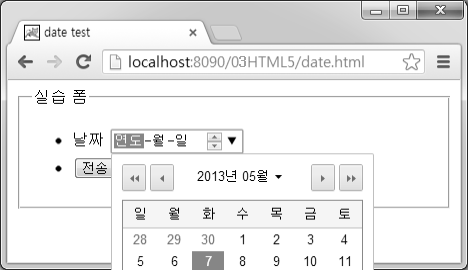 date test
localhost:8090/03HTML5/date.html
실습 폼
날짜 연도-월-일
전송
2013년 05월
일 월 화 수 목 금 토
28 29 30 1 2 3 4
5 6 7 8 9 10 11